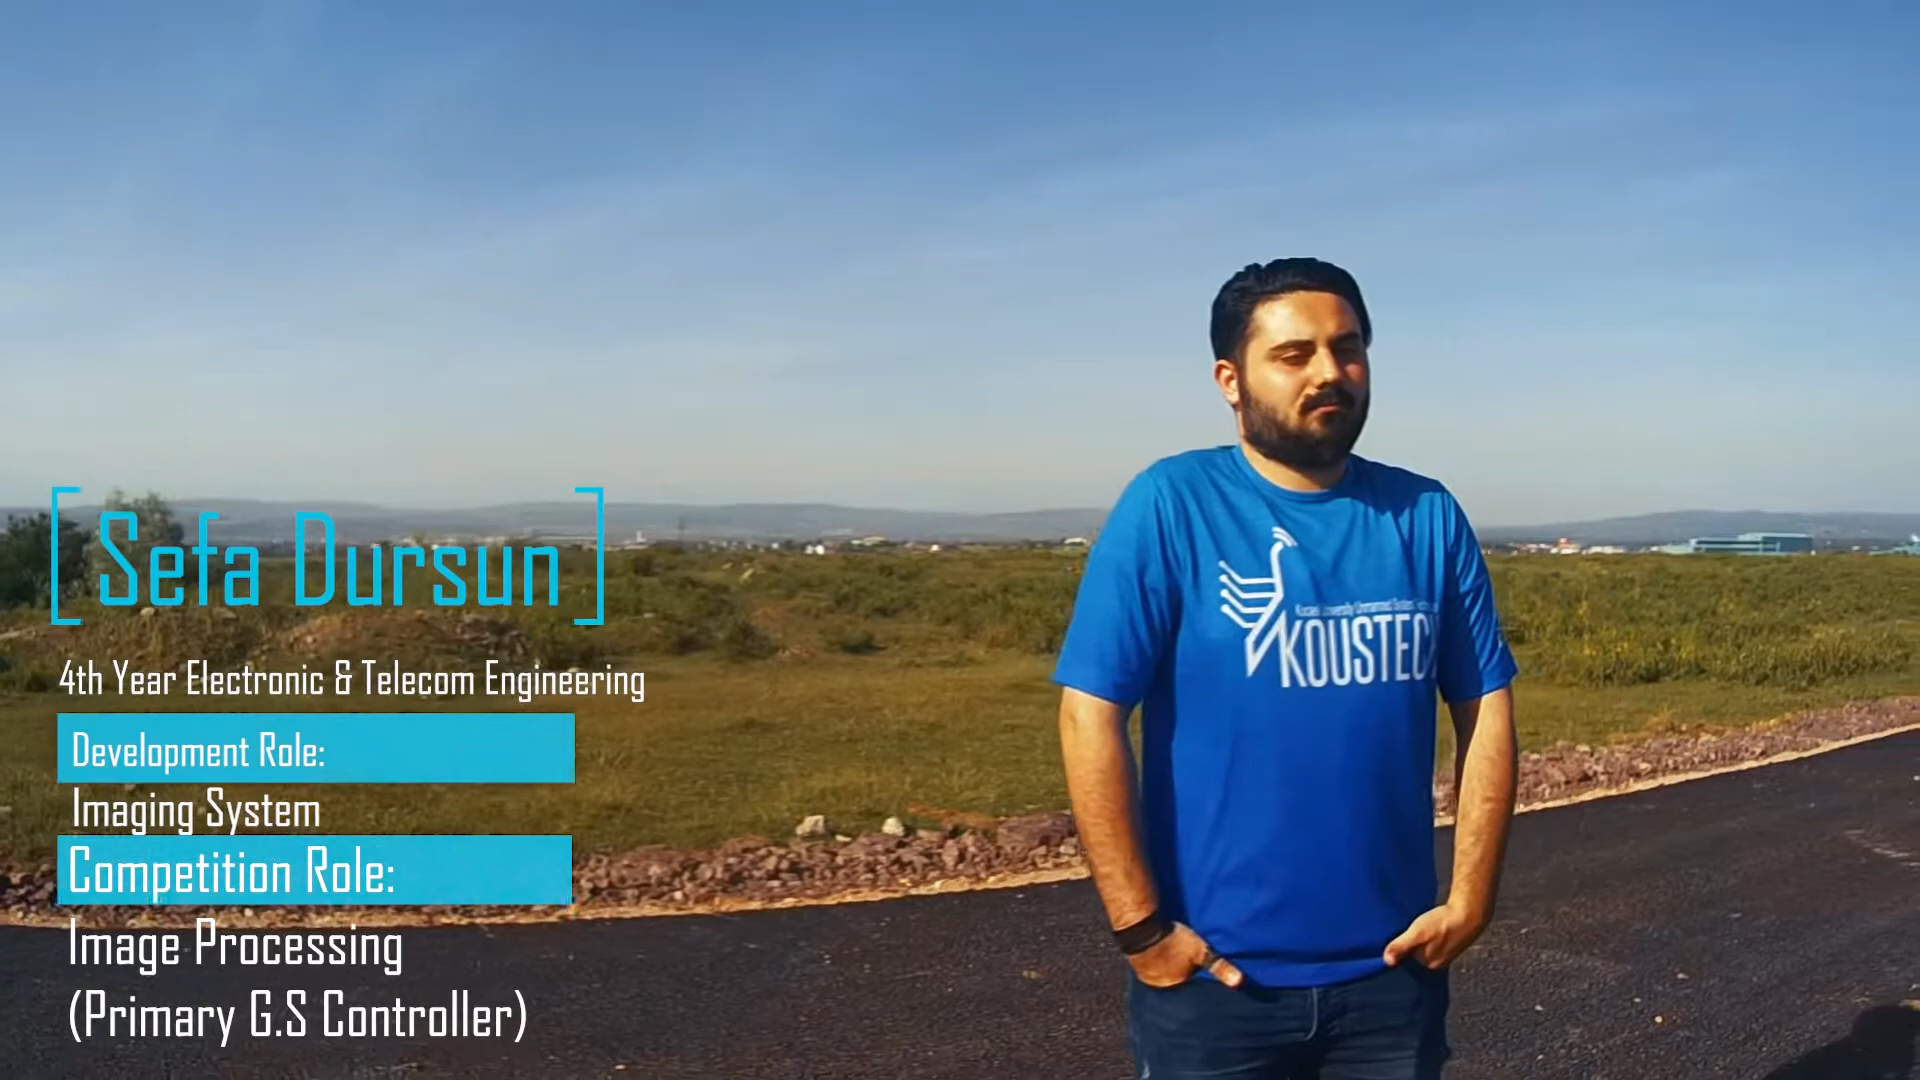 Sefa Dursun
4th Year Electronic & Telecom Engineering
Development Role:
Imaging System
Competition Role:
Image Processing
(Primary G.S Controller)
KOUSTEC